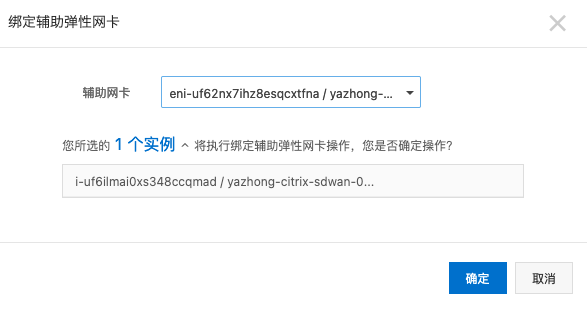 绑定辅助弹性网卡
辅助网卡 eni-uf62nx7ihz8esqcxtfna / yazhong-...
您所选的 1 个实例 将执行绑定辅助弹性网卡操作，您是否确定操作？
i-uf6ilmai0xs348ccqmad / yazhong-citrix-sdwan-0...
确定 取消